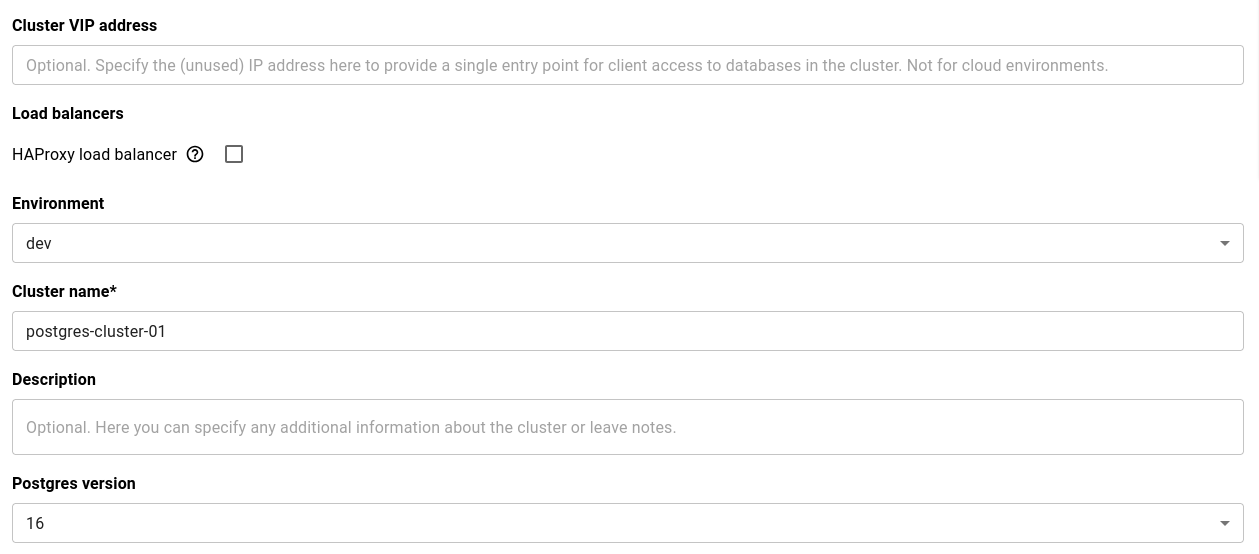 Cluster VIP address
Optional. Specify the (unused) IP address here to provide a single entry point for client access to databases in the cluster. Not for cloud environments.
Load balancers
HAProxy load balancer
Environment
dev
Cluster name*
postgres-cluster-01
Description
Optional. Here you can specify any additional information about the cluster or leave notes.
Postgres version
16